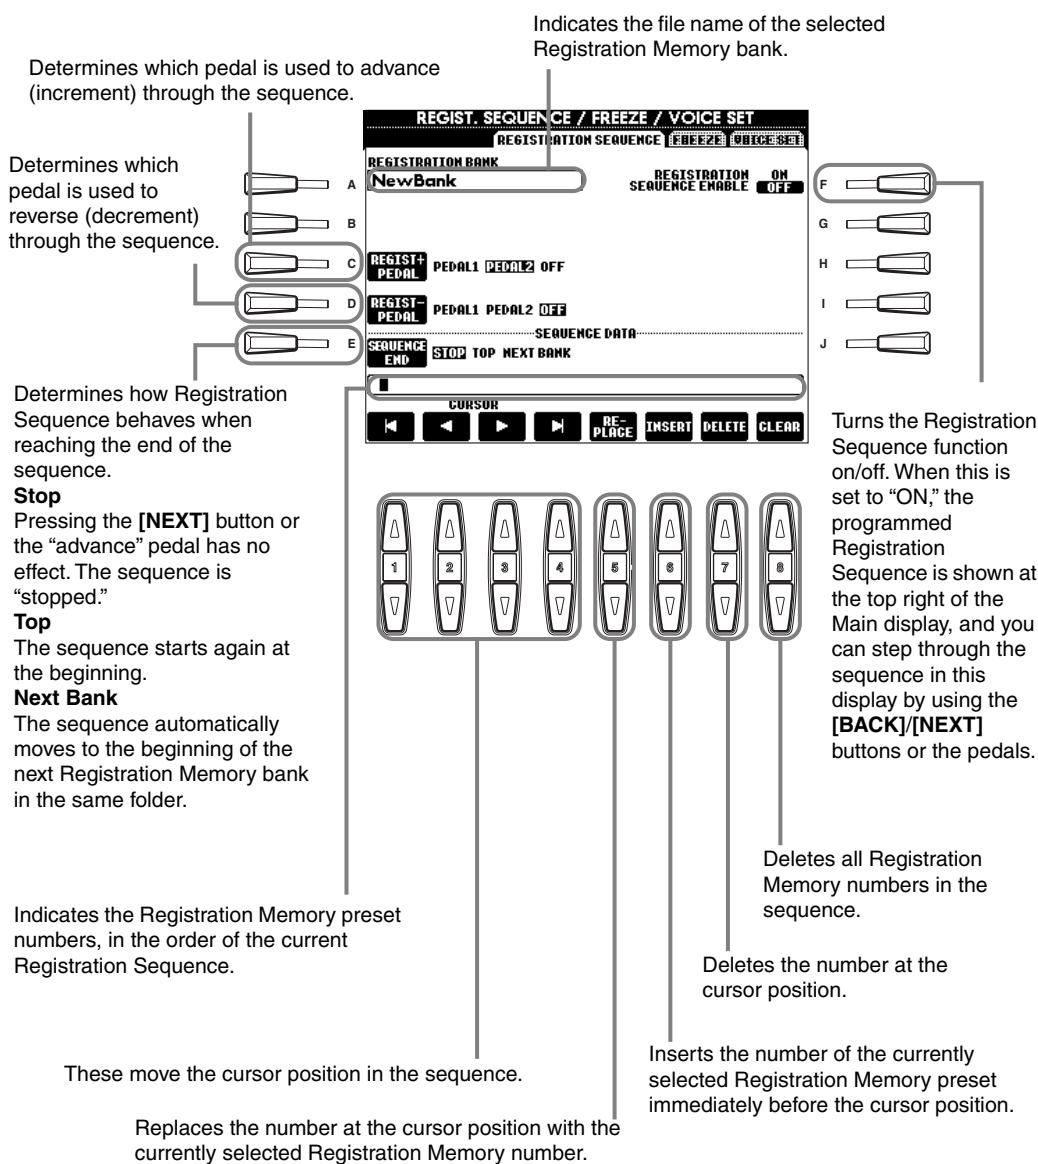 Indicates the file name of the selected
Registration Memory bank.
Determines which pedal is used to advance
(increment) through the sequence.
Determines which
pedal is used to
reverse (decrement)
through the sequence.
REGIST. SEQUENCE / FREEZE / VOICE SET
REGISTRATION SEQUENCE FREEZE VOICE SET
REGISTRATION BANK
NewBank
REGISTRATION ON
SEQUENCE ENABLE OFF
A
B
C
D
E
F
G
H
I
J
REGIST+
PEDAL
PEDAL1 PEDAL2 OFF
REGIST-
PEDAL
PEDAL1 PEDAL2 OFF
SEQUENCE DATA
SEQUENCE
END
STOP TOP NEXT BANK
CURSOR
RE-
PLACE
INSERT DELETE CLEAR
1 2 3 4 5 6 7 8
Determines how Registration
Sequence behaves when
reaching the end of the
sequence.
Stop
Pressing the [NEXT] button or
the “advance” pedal has no
effect. The sequence is
“stopped.”
Top
The sequence starts again at
the beginning.
Next Bank
The sequence automatically
moves to the beginning of the
next Registration Memory bank
in the same folder.
Turns the Registration
Sequence function
on/off. When this is
set to “ON,” the
programmed
Registration
Sequence is shown at
the top right of the
Main display, and you
can step through the
sequence in this
display by using the
[BACK]/[NEXT]
buttons or the pedals.
Deletes all Registration
Memory numbers in the
sequence.
Indicates the Registration Memory preset
numbers, in the order of the current
Registration Sequence.
Deletes the number at the
cursor position.
Inserts the number of the currently
selected Registration Memory preset
immediately before the cursor position.
These move the cursor position in the sequence.
Replaces the number at the cursor position with the
currently selected Registration Memory number.